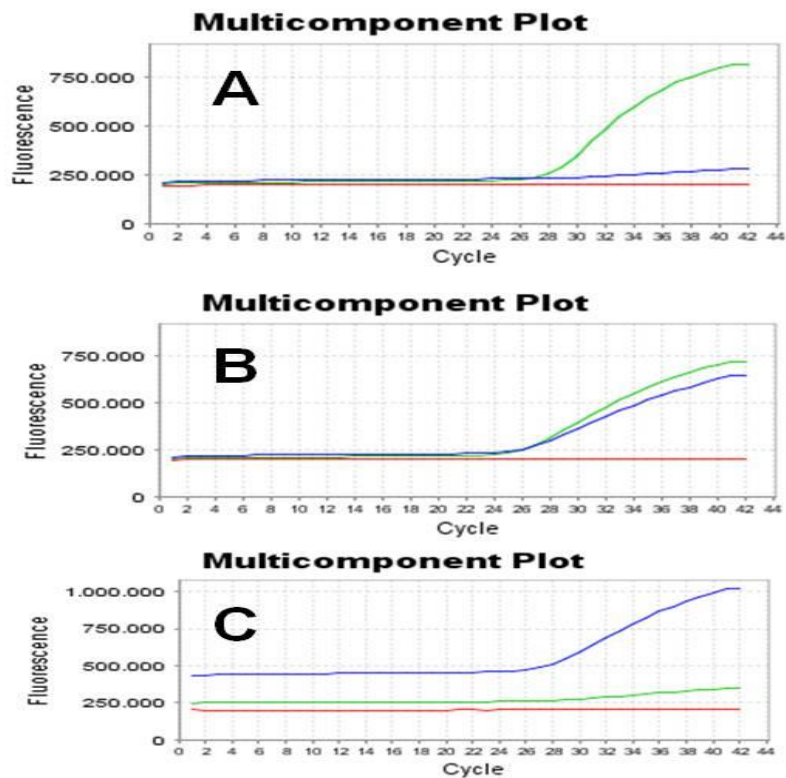 Multicomponent Plot
A
750.000
500.000
250.000
0
Fluorescence
0 2 4 6 8 10 12 14 16 18 20 22 24 26 28 30 32 34 36 38 40 42 44
Cycle
Multicomponent Plot
B
750.000
500.000
250.000
0
Fluorescence
0 2 4 6 8 10 12 14 16 18 20 22 24 26 28 30 32 34 36 38 40 42 44
Cycle
Multicomponent Plot
C
1.000.000
750.000
500.000
250.000
0
Fluorescence
0 2 4 6 8 10 12 14 16 18 20 22 24 26 28 30 32 34 36 38 40 42 44
Cycle